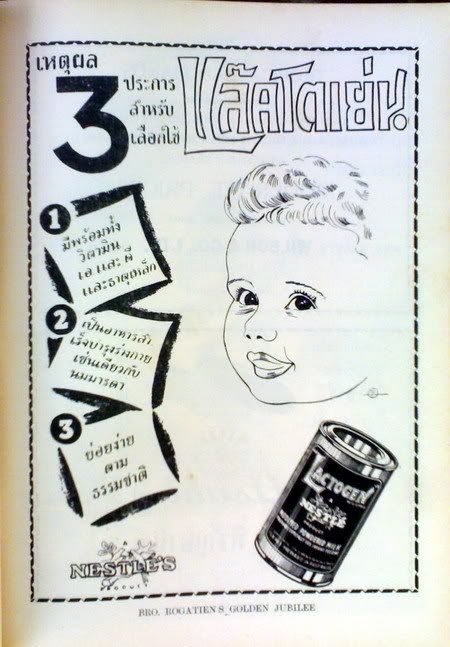 เหตุผล
3
ประการ
สำหรับ
เลือกใช้
แล๊คโตเย่น
1
มีพร้อมทั้ง
วิตามิน
เอ.และ ดี
และธาตุเหล็ก
2
เป็นอาหารสำ
เร็จบำรุงร่างกาย
เช่นเดียวกับ
นมมารดา
3
ย่อยง่าย
ตาม
ธรรมชาติ
LACTOGEN
NESTLÉ
PRODUCT
POWDERED MILK
NESTLE'S
PRODUCT
BRO. ROGATIEN S_GOLDEN JUBILEE